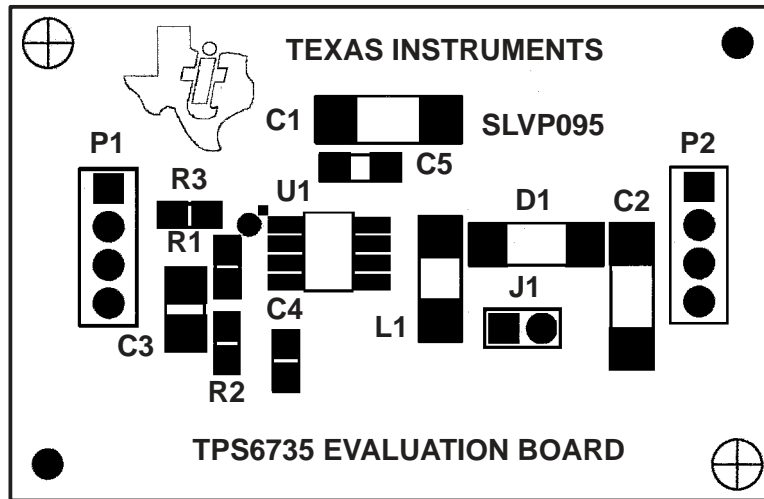 TEXAS INSTRUMENTS
C1
SLVP095
P1
C5
P2
R3
U1
D1
C2
R1
J1
C4
L1
C3
R2
TPS6735 EVALUATION BOARD